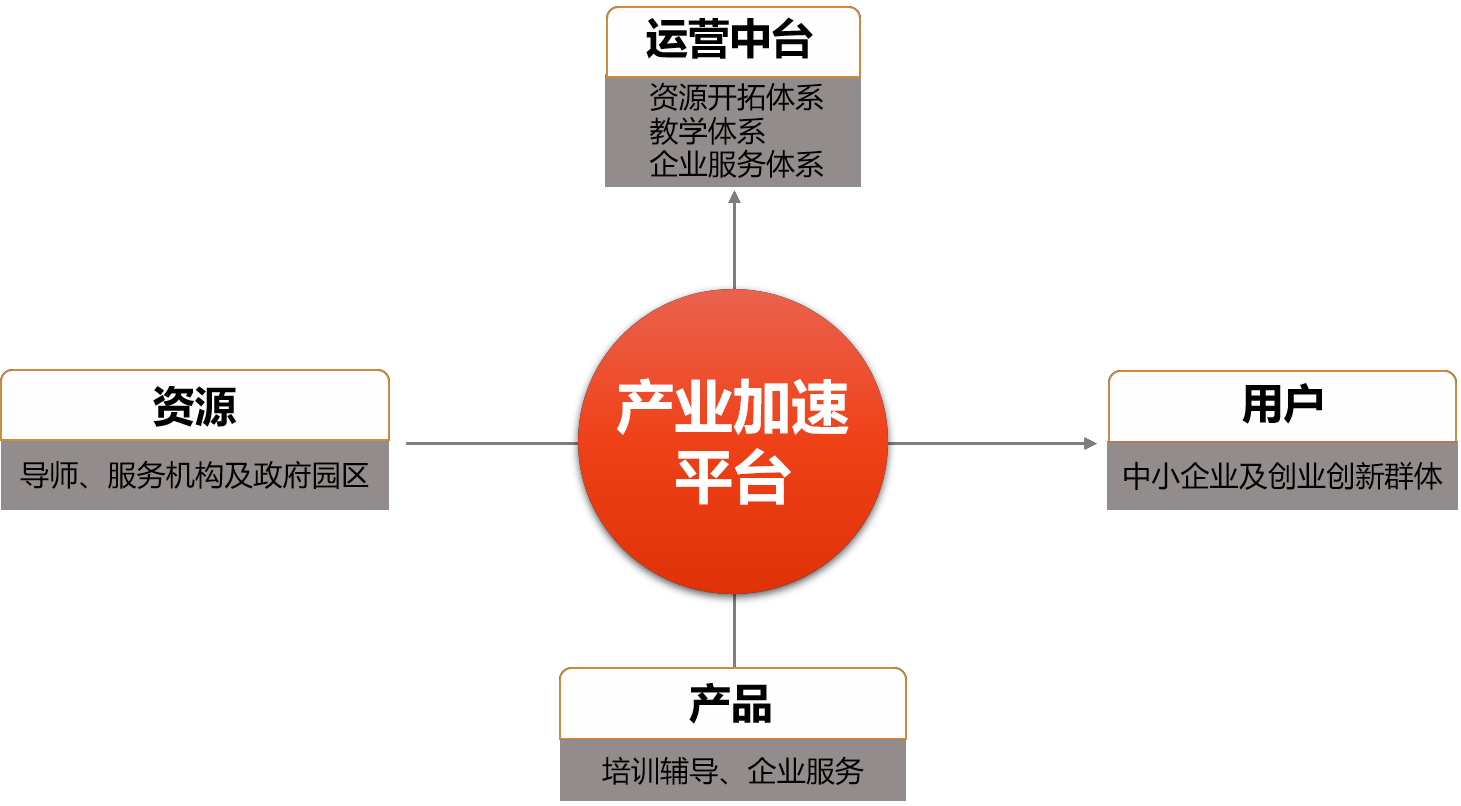 运营中台
资源开拓体系
教学体系
企业服务体系
资源
导师、服务机构及政府园区
产业加速
平台
用户
中小企业及创业创新群体
产品
培训辅导、企业服务